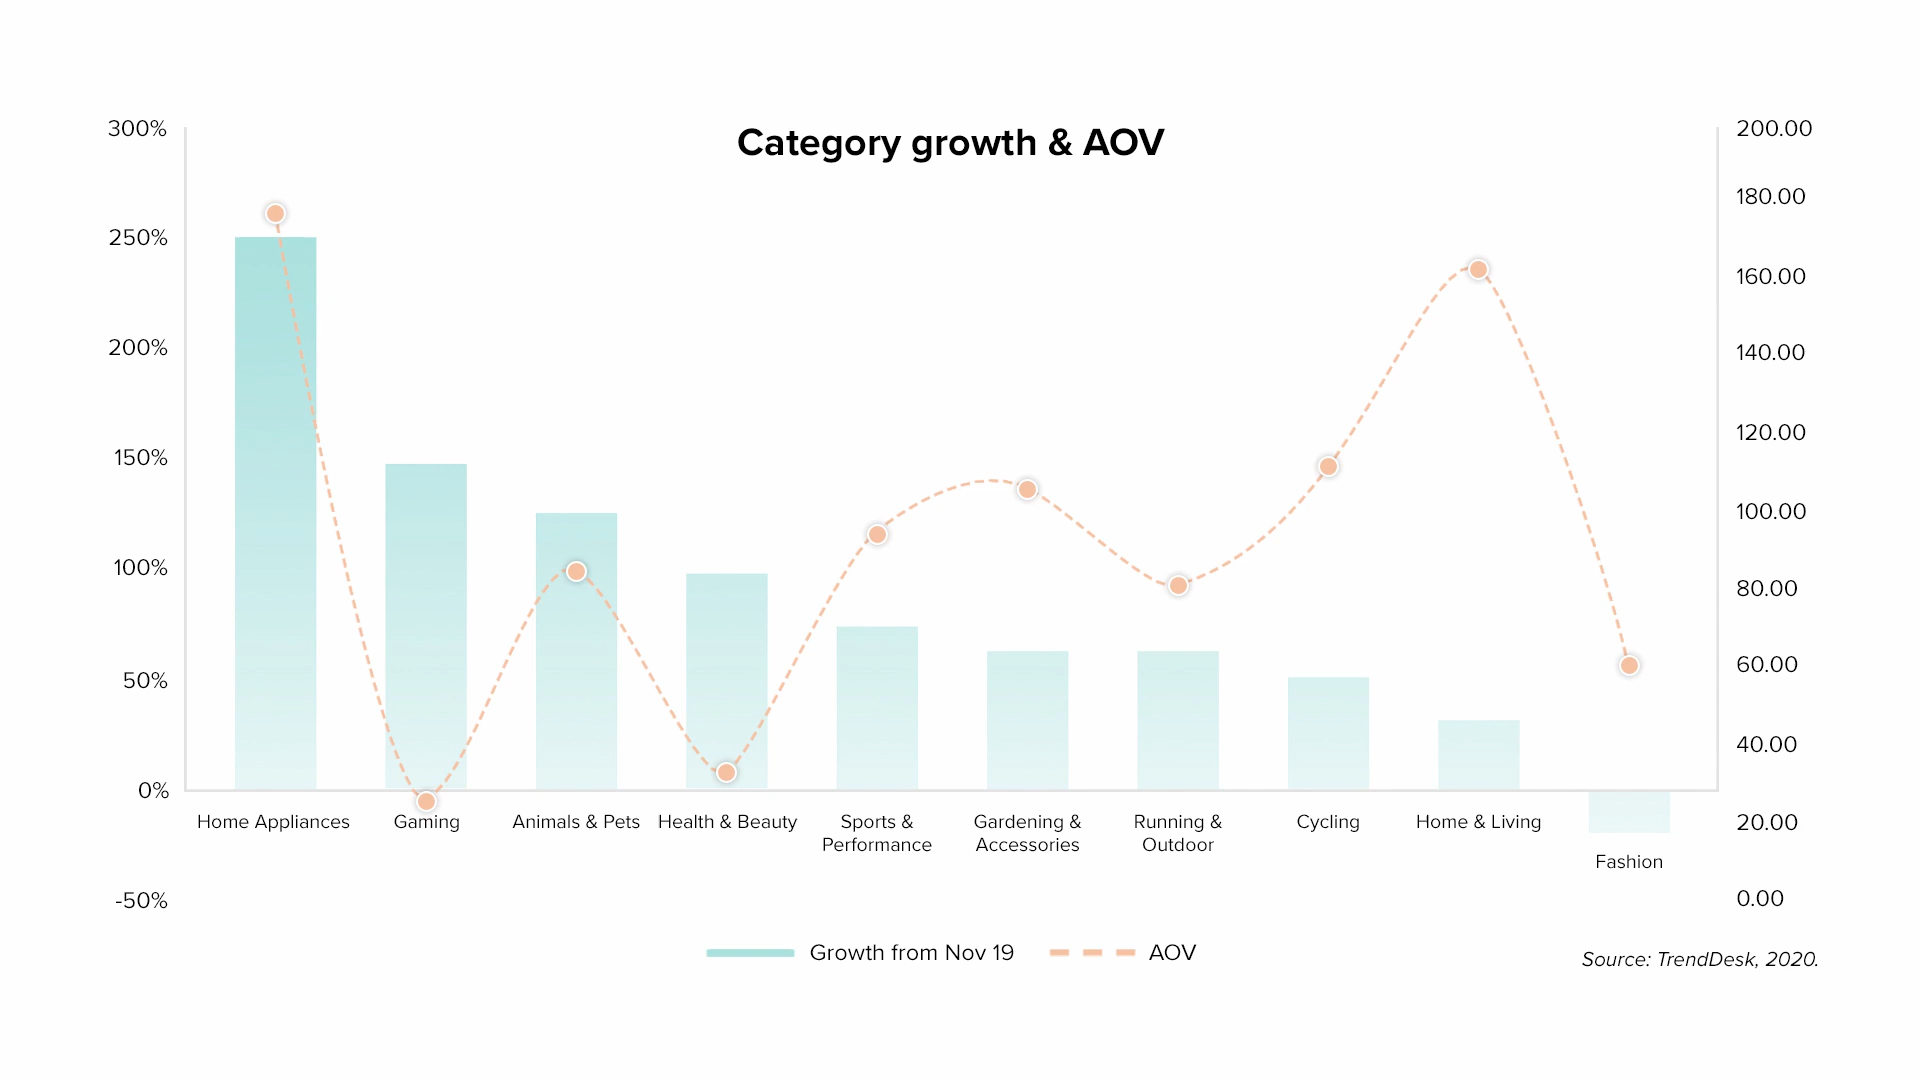 Category growth & AOV
300%
250%
200%
150%
100%
50%
0%
-50%
200.00
180.00
160.00
140.00
120.00
100.00
80.00
60.00
40.00
20.00
0.00
Home Appliances
Gaming
Animals & Pets
Health & Beauty
Sports &
Performance
Gardening &
Accessories
Running &
Outdoor
Cycling
Home & Living
Fashion
Growth from Nov 19
AOV
Source: TrendDesk, 2020.